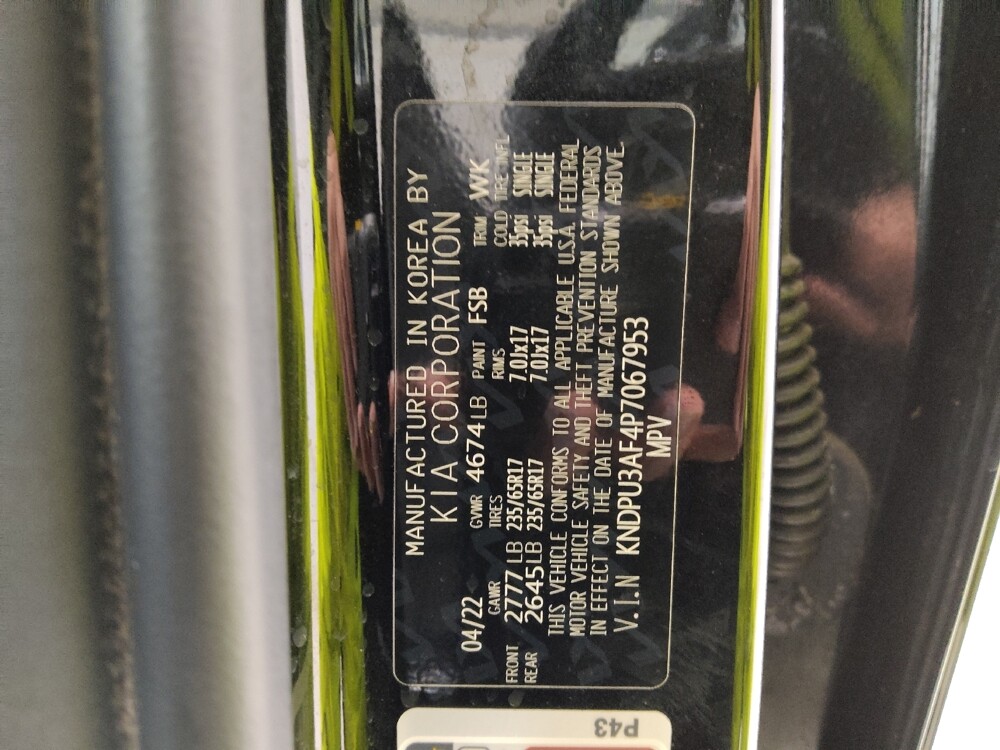 MANUFACTURED IN KOREA BY
KIA CORPORATION
04/22 GVWR 4674LB PAINT FSB TRIM WK
GAWR TIRES RIMS COLD TIRE INFL
FRONT 2777 LB 235/65R17 7.0Jx17 35psi SINGLE
REAR 2645LB 235/65R17 7.0Jx17 35psi SINGLE
THIS VEHICLE CONFORMS TO ALL APPLICABLE U.S.A. FEDERAL
MOTOR VEHICLE SAFETY AND THEFT PREVENTION STANDARDS
IN EFFECT ON THE DATE OF MANUFACTURE SHOWN ABOVE.
V.I.N KNDPU3AF4P7067953
MPV
P43